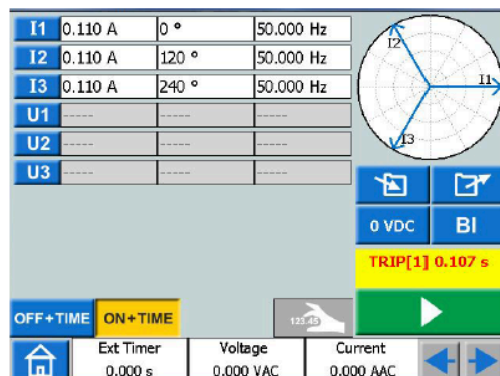 I1 0.110 A 0 ° 50.000 Hz
I2 0.110 A 120 ° 50.000 Hz
I3 0.110 A 240 ° 50.000 Hz
U1 ----- ----- -----
U2 ----- ----- -----
U3 ----- ----- -----
I2
I1
I3
0 VDC BI
TRIP[1] 0.107 s
OFF+TIME ON+TIME 123.45
Ext Timer Voltage Current
0.000 s 0.000 VAC 0.000 AAC